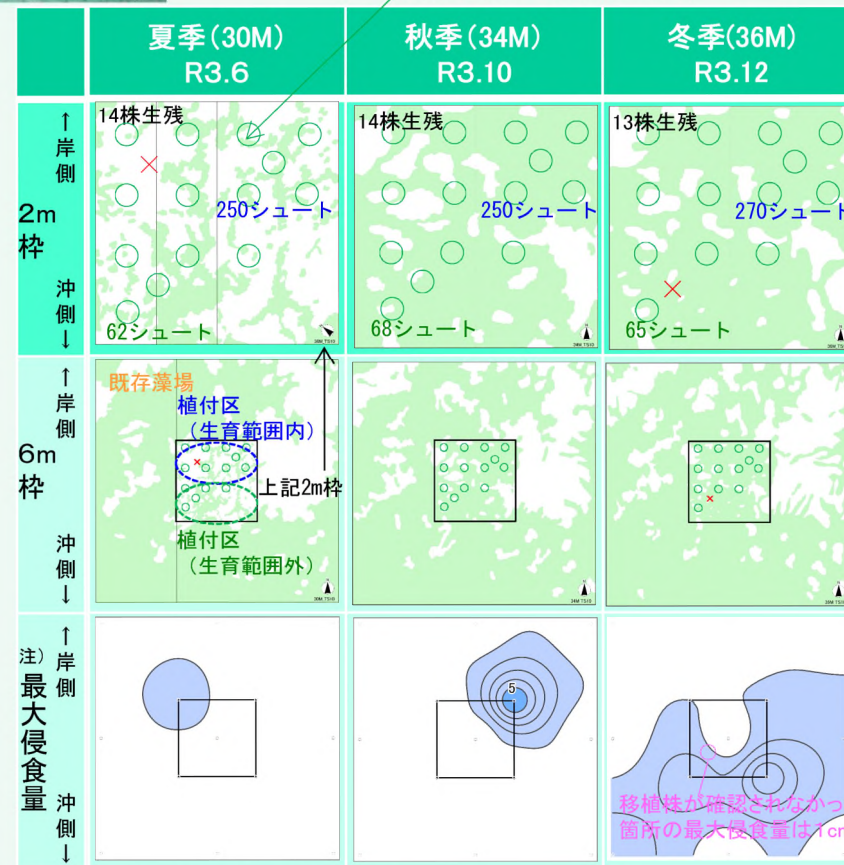 夏季(30M)
R3.6
秋季(34M)
R3.10
冬季(36M)
R3.12
↑
岸
側
2m
枠
沖
側
↓
14株生残
250シュート
62シュート
14株生残
250シュート
68シュート
13株生残
270シュート
65シュート
↑
岸
側
6m
枠
沖
側
↓
既存藻場
植付区
(生育範囲内)
上記2m枠
植付区
(生育範囲外)
↑
岸
側
注)
最
大
侵
食
量
沖
側
↓
5
移植株が確認されなかっ
箇所の最大侵食量は1cm